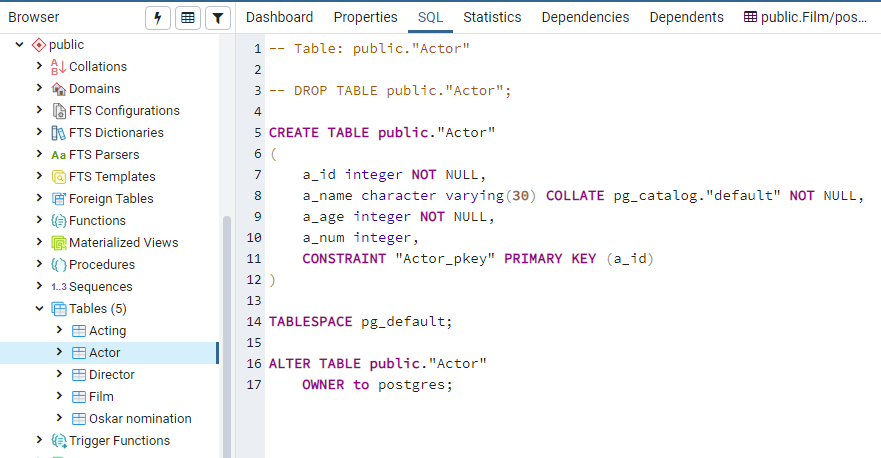 Browser
Dashboard Properties SQL Statistics Dependencies Dependents public.Film/pos...
public
Collations
Domains
FTS Configurations
FTS Dictionaries
Aa FTS Parsers
FTS Templates
Foreign Tables
Functions
Materialized Views
Procedures
1..3 Sequences
Tables (5)
Acting
Actor
Director
Film
Oskar nomination
Trigger Functions
1 -- Table: public."Actor"
2
3 -- DROP TABLE public."Actor";
4
5 CREATE TABLE public."Actor"
6 (
7 a_id integer NOT NULL,
8 a_name character varying(30) COLLATE pg_catalog."default" NOT NULL,
9 a_age integer NOT NULL,
10 a_num integer,
11 CONSTRAINT "Actor_pkey" PRIMARY KEY (a_id)
12 )
13
14 TABLESPACE pg_default;
15
16 ALTER TABLE public."Actor"
17 OWNER to postgres;